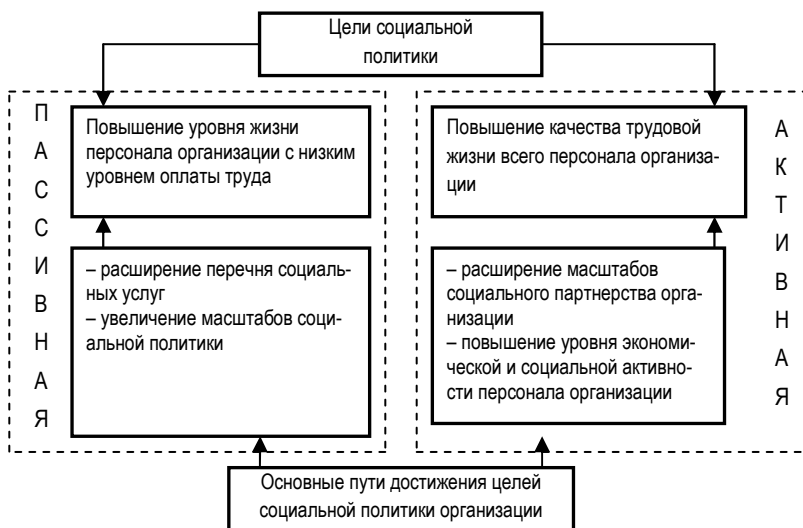 Цели социальной
политики
ПАССИВНАЯ
Повышение уровня жизни
персонала организации с низким
уровнем оплаты труда
– расширение перечня социаль-
ных услуг
– увеличение масштабов соци-
альной политики
Повышение качества трудовой
жизни всего персонала организа-
ции
– расширение масштабов
социального партнерства орга-
низации
– повышение уровня экономи-
ческой и социальной активно-
сти персонала организации
АКТИВНАЯ
Основные пути достижения целей
социальной политики организации